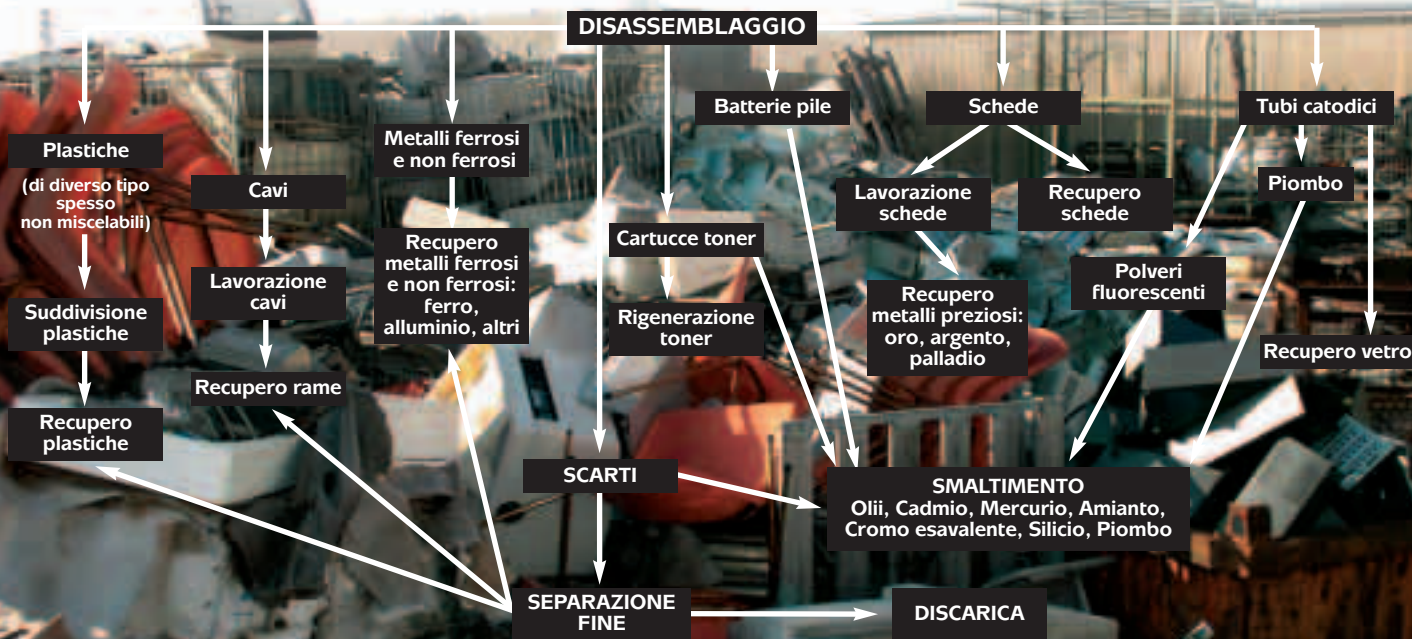 DISASSEMBLAGGIO
Plastiche
(di diverso tipo
spesso
non miscelabili)
Suddivisione
plastiche
Recupero
plastiche
Cavi
Lavorazione
cavi
Recupero rame
Metalli ferrosi
e non ferrosi
Recupero
metalli ferrosi
e non ferrosi:
ferro,
alluminio, altri
SCARTI
SEPARAZIONE
FINE
DISCARICA
Cartucce toner
Rigenerazione
toner
Batterie pile
Schede
Lavorazione
schede
Recupero
schede
Recupero
metalli preziosi:
oro, argento,
palladio
Tubi catodici
Piombo
Polveri
fluorescenti
Recupero vetro
SMALTIMENTO
Olii, Cadmio, Mercurio, Amianto,
Cromo esavalente, Silicio, Piombo